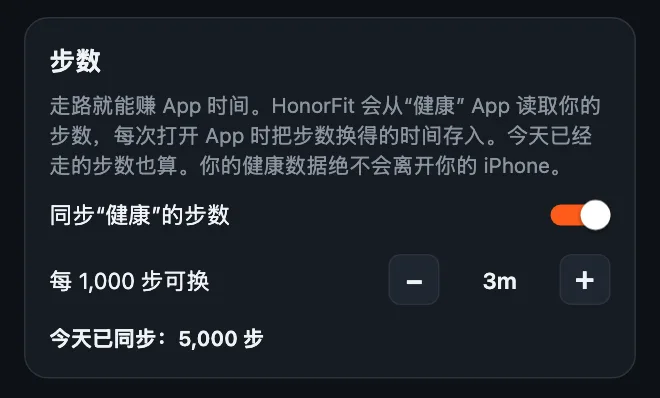 步数
走路就能赚 App 时间。HonorFit 会从“健康” App 读取你的
步数，每次打开 App 时把步数换得的时间存入。今天已经
走的步数也算。你的健康数据绝不会离开你的 iPhone。
同步“健康”的步数
每 1,000 步可换 − 3m +
今天已同步：5,000 步